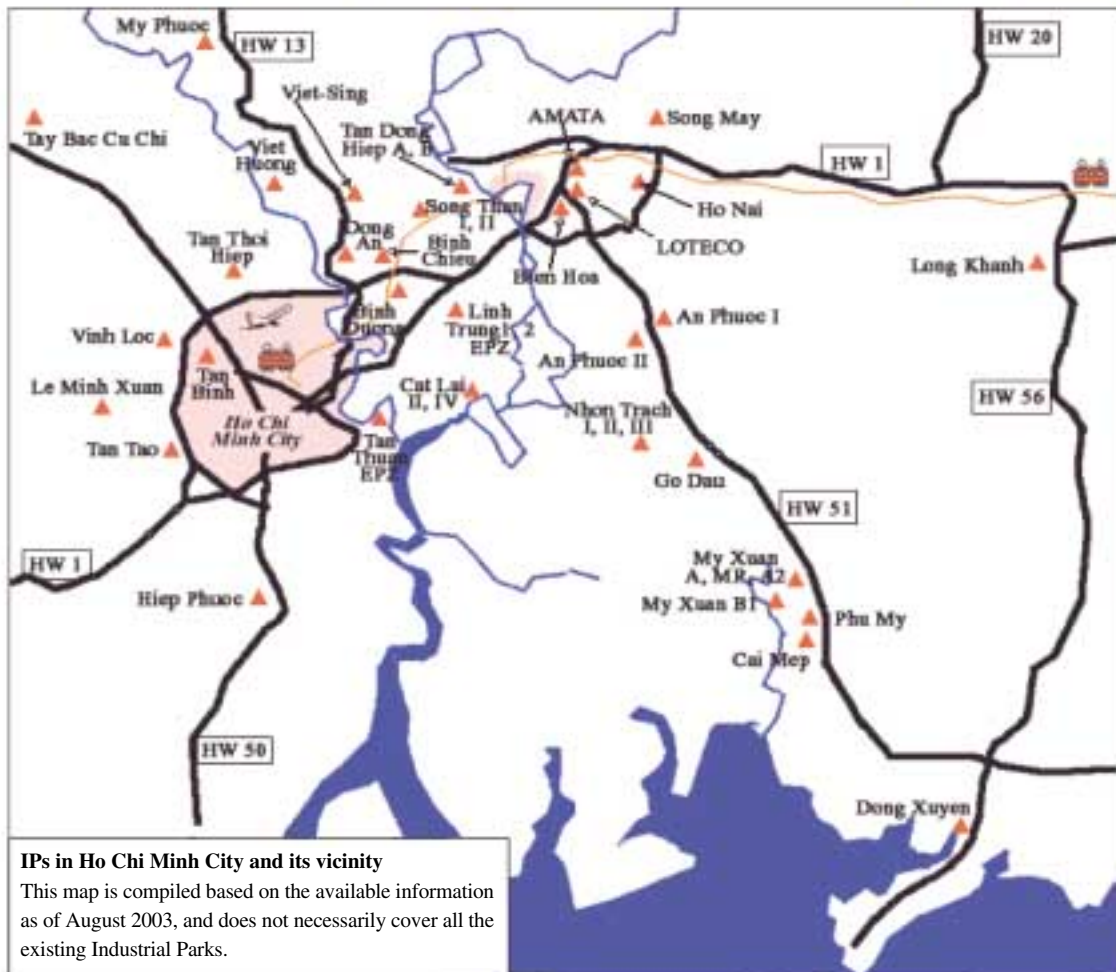 My Phuoc
HW 13
HW 20
Viet-Sing
Tay Bac Cu Chi
Viet
Huong
Tan Dong
Hiep A, B
AMATA
Song May
HW 1
Song Than
I, II
Ho Nai
Dong
An
Binh
Chieu
LOTECO
Tan Thoi
Hiep
Bien Hoa
Long Khanh
Binh
Duong
Linh
Trung1, 2
EPZ
An Phuoc I
Vinh Loc
An Phuoc II
Tan
Binh
Le Minh Xuan
Cat Lai
II, IV
HW 56
Ho Chi
Minh City
Nhon Trach
I, II, III
Tan Tao
Tan
Thuan
EPZ
Go Dau
HW 51
HW 1
My Xuan
A, MR, A2
Hiep Phuoc
My Xuan B1
Phu My
Cai Mep
HW 50
Dong Xuyen
IPs in Ho Chi Minh City and its vicinity
This map is compiled based on the available information
as of August 2003, and does not necessarily cover all the
existing Industrial Parks.